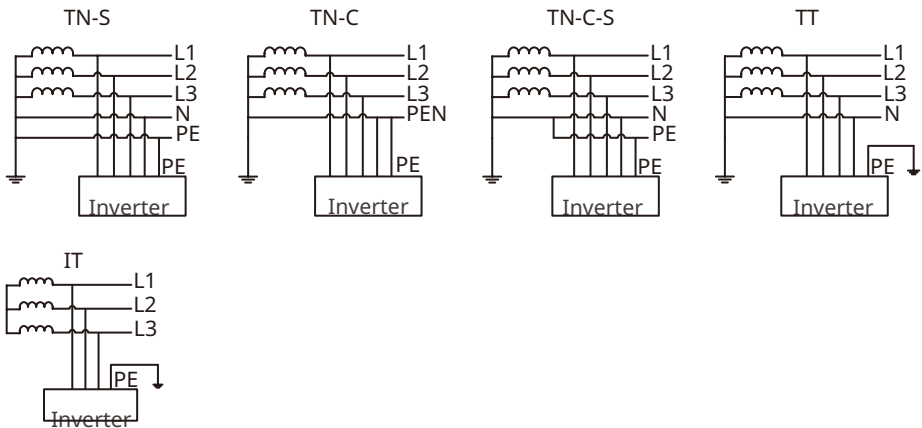 TN-S
L1
L2
L3
N
PE
PE
Inverter
TN-C
L1
L2
L3
PEN
PE
Inverter
TN-C-S
L1
L2
L3
N
PE
PE
Inverter
TT
L1
L2
L3
N
PE
Inverter
IT
L1
L2
L3
PE
Inverter